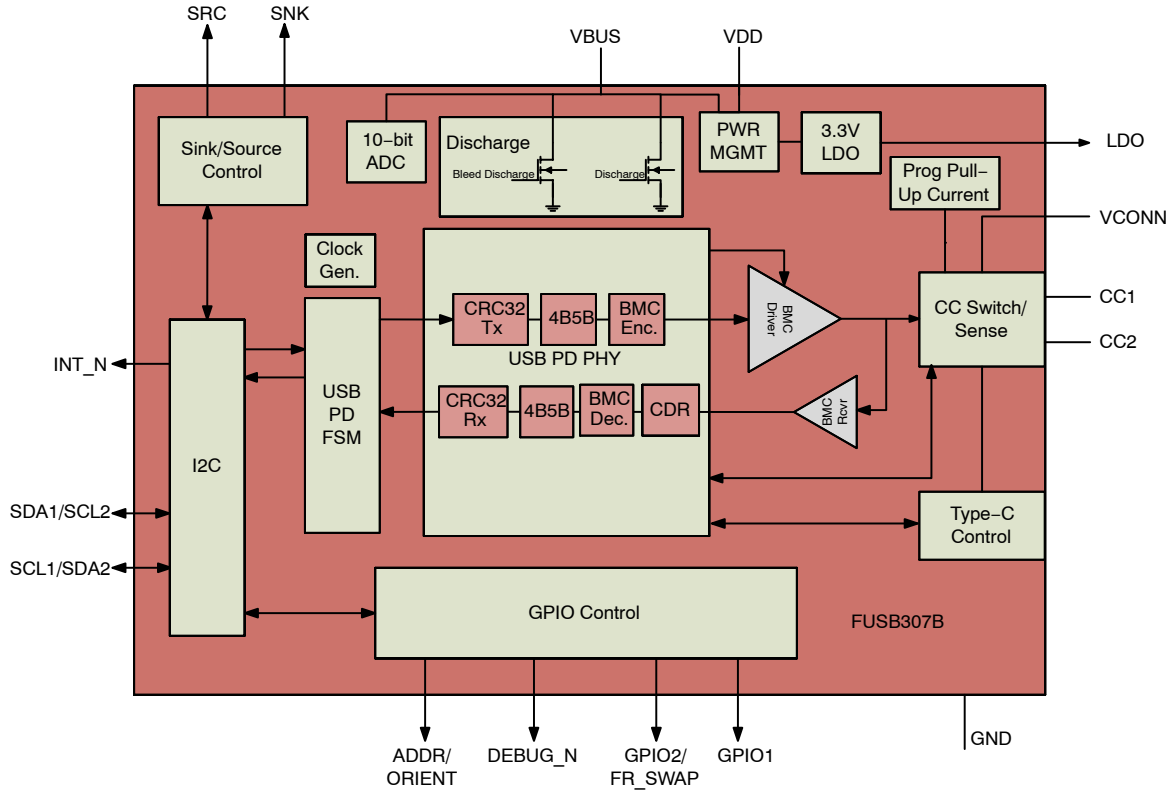 SRC
SNK
VBUS
VDD
Sink/Source
Control
10−bit
ADC
Discharge
Bleed Discharge
Discharge
PWR
MGMT
3.3V
LDO
LDO
Prog Pull−
Up Current
VCONN
Clock
Gen.
CRC32
Tx
4B5B
BMC
Enc.
BMC
Driver
CC Switch/
Sense
CC1
CC2
USB PD PHY
INT_N
USB
PD
FSM
CRC32
Rx
4B5B
BMC
Dec.
CDR
BMC
Rcvr
I2C
SDA1/SCL2
SCL1/SDA2
Type−C
Control
GPIO Control
FUSB307B
GND
ADDR/
ORIENT
DEBUG_N
GPIO2/
FR_SWAP
GPIO1